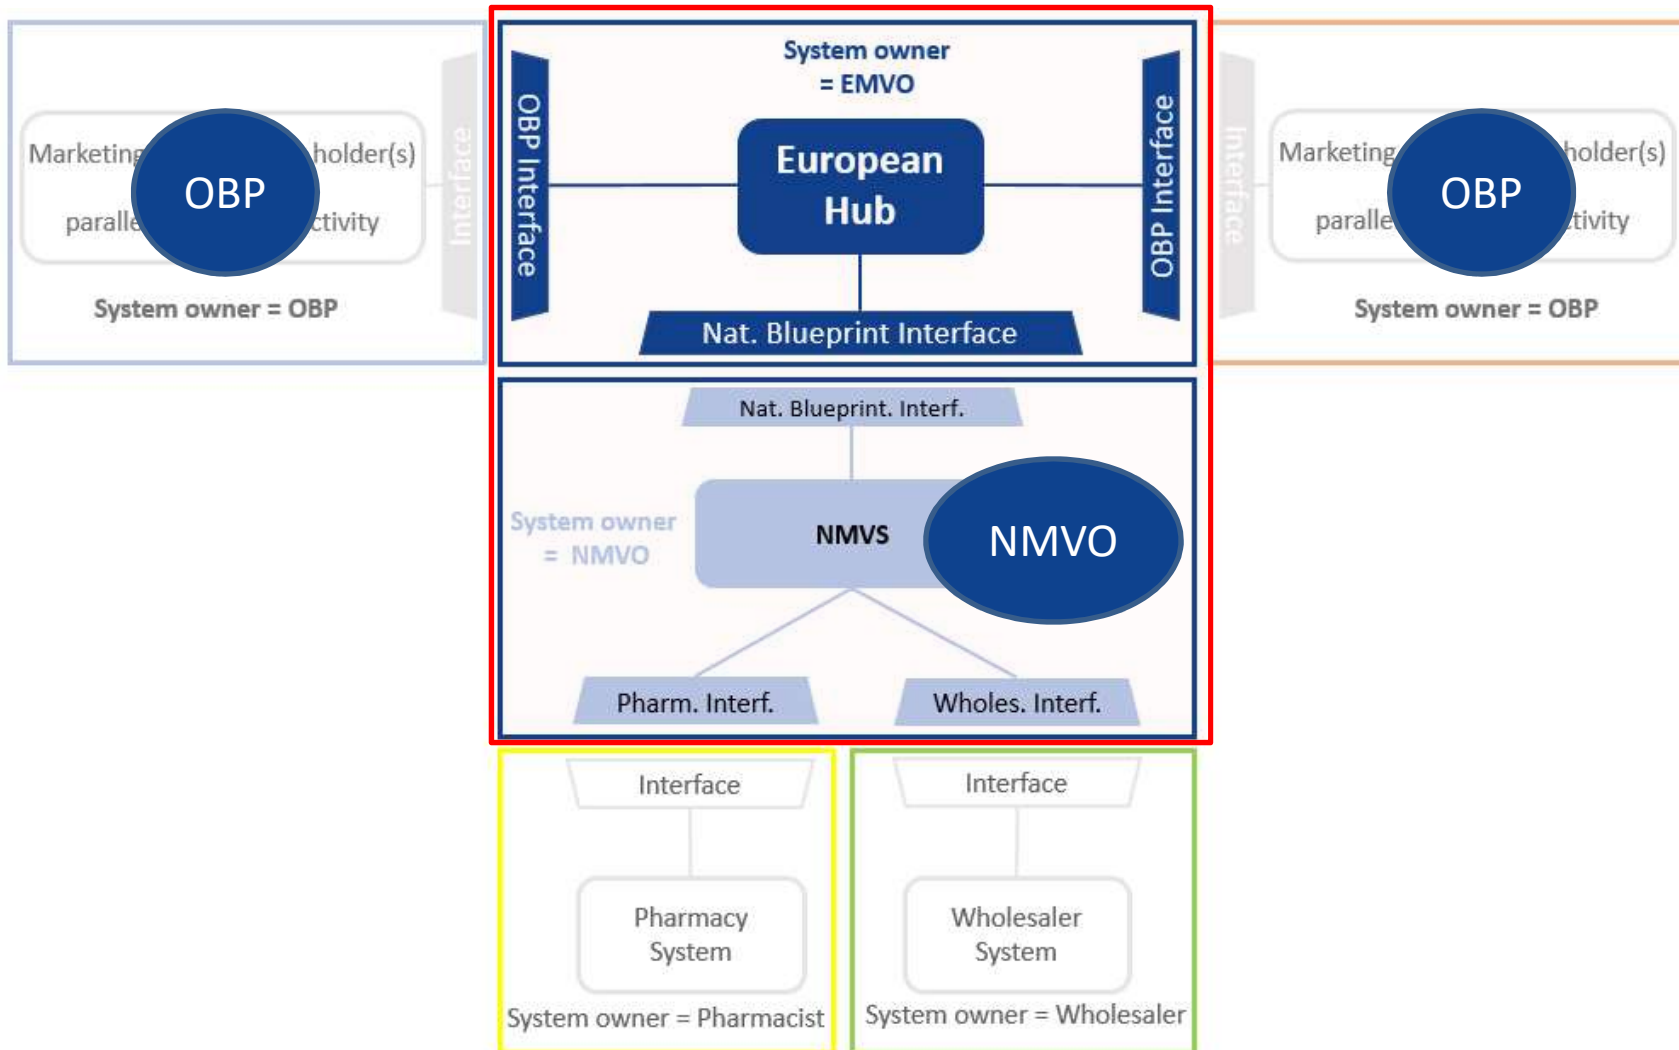 Marketing holder(s)
OBP
paralle ctivity
System owner = OBP
Interface
OBP Interface
System owner
= EMVO
European
Hub
OBP Interface
Nat. Blueprint Interface
Interface
Marketing holder(s)
OBP
paralle tivity
System owner = OBP
Nat. Blueprint. Interf.
System owner
= NMVO
NMVS
NMVO
Pharm. Interf.
Wholes. Interf.
Interface
Pharmacy
System
System owner = Pharmacist
Interface
Wholesaler
System
System owner = Wholesaler